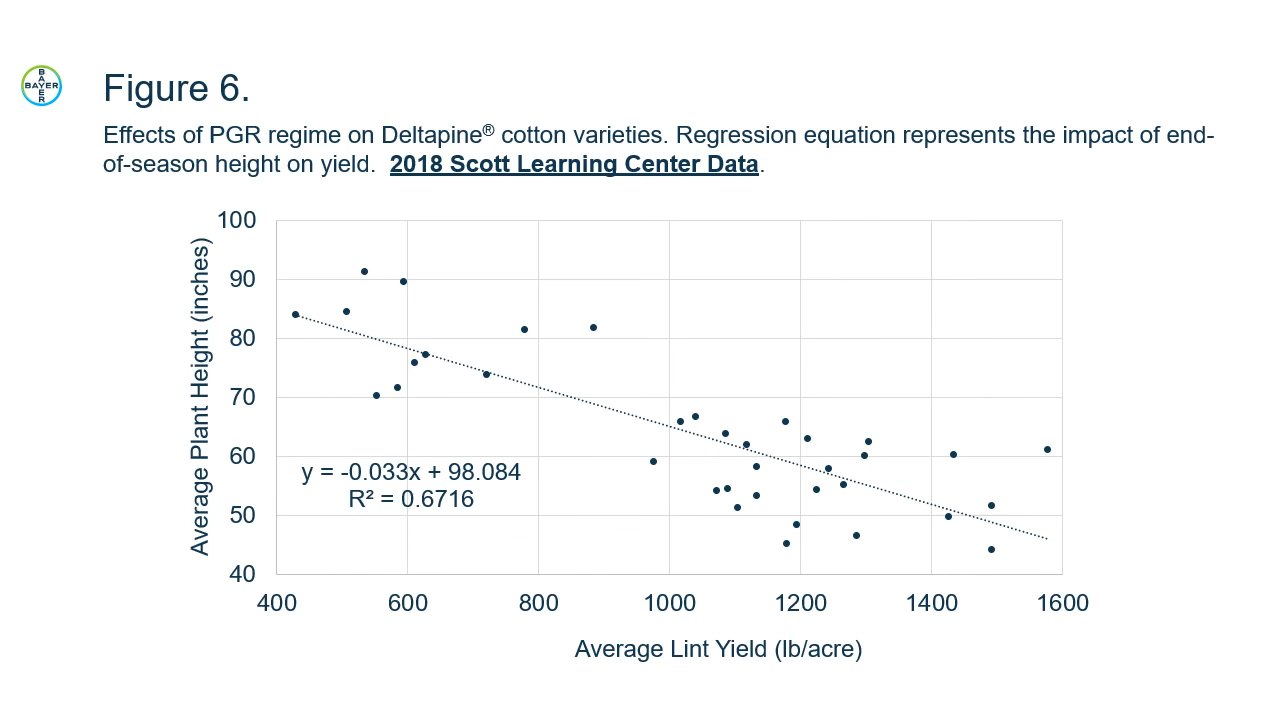 BAYER
BAYER
Figure 6.
Effects of PGR regime on Deltapine® cotton varieties. Regression equation represents the impact of end-
of-season height on yield.  2018 Scott Learning Center Data.
Average Plant Height (inches)
100
90
80
70
60
50
40
y = -0.033x + 98.084
R² = 0.6716
400 600 800 1000 1200 1400 1600
Average Lint Yield (lb/acre)